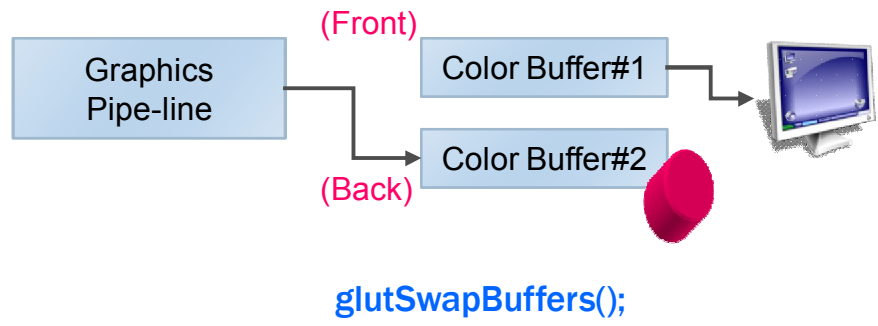 (Front)
Graphics
Pipe-line
Color Buffer#1
Color Buffer#2
(Back)
glutSwapBuffers();